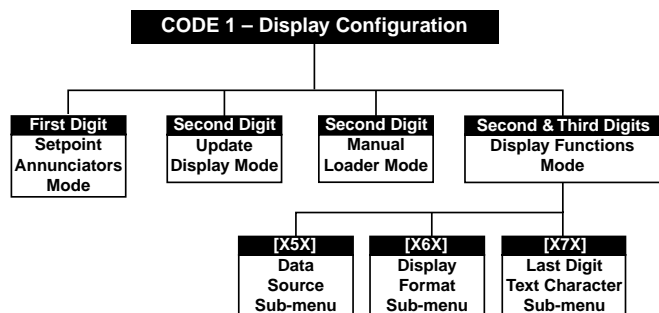 CODE 1 – Display Configuration
First Digit
Setpoint
Annunciators
Mode
Second Digit
Update
Display Mode
Second Digit
Manual
Loader Mode
Second & Third Digits
Display Functions
Mode
[X5X]
Data
Source
Sub-menu
[X6X]
Display
Format
Sub-menu
[X7X]
Last Digit
Text Character
Sub-menu